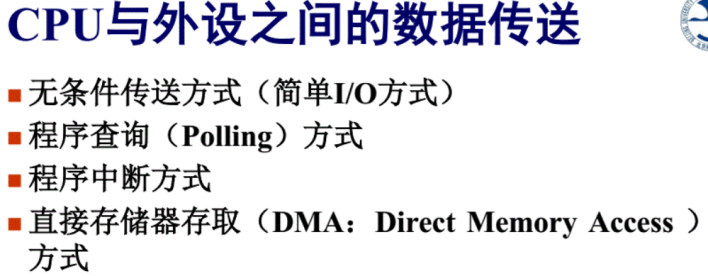 CPU与外设之间的数据传送
无条件传送方式（简单I/O方式）
程序查询（Polling）方式
程序中断方式
直接存储器存取（DMA：Direct Memory Access ）
方式